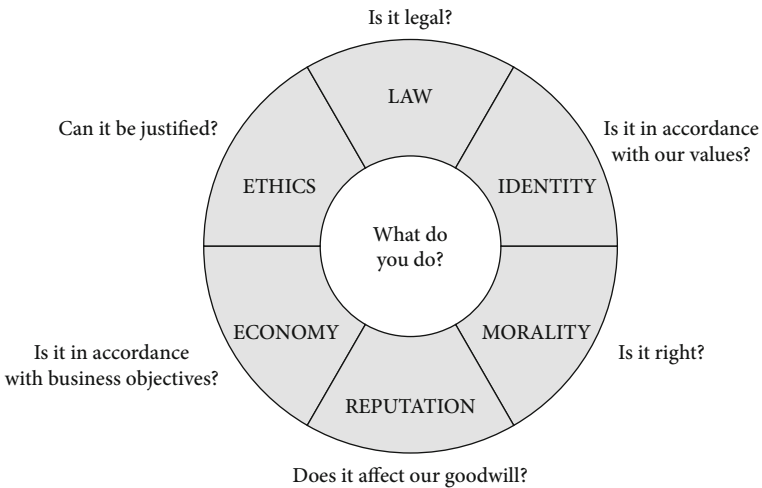 Is it legal?
LAW
Can it be justified?
Is it in accordance
with our values?
ETHICS
IDENTITY
What do
you do?
ECONOMY
MORALITY
Is it in accordance
with business objectives?
Is it right?
REPUTATION
Does it affect our goodwill?